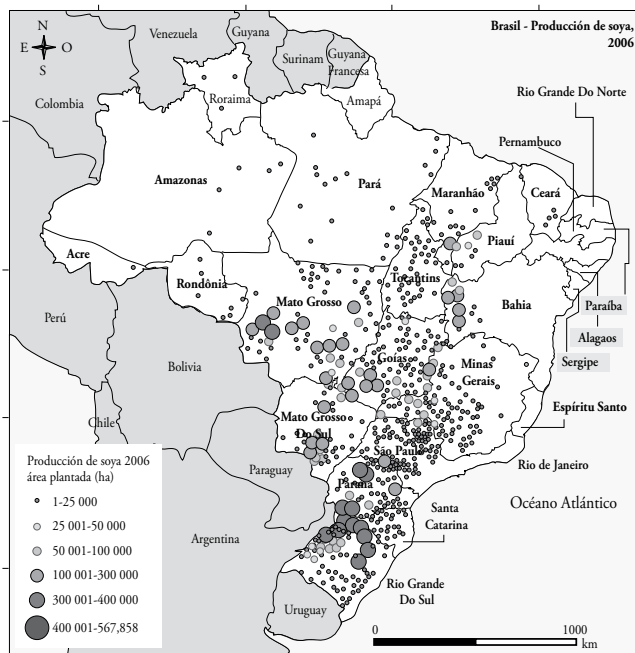 Brasil - Producción de soya,
2006
N
E O
S
Venezuela
Guyana
Surinam
Guyana
Francesa
Colombia
Roraima
Amapá
Rio Grande Do Norte
Pernambuco
Amazonas
Pará
Maranhão
Ceará
Piauí
Acre
Rondônia
Tocantins
Mato Grosso
Bahia
Paraíba
Alagaos
Sergipe
Perú
Bolivia
Goiás
Minas
Gerais
Espíritu Santo
Chile
Mato Grosso
Do Sul
São Paulo
Rio de Janeiro
Paraguay
Parana
Océano Atlántico
Santa
Catarina
Argentina
Rio Grande
Do Sul
Uruguay
Producción de soya 2006
área plantada (ha)
1-25 000
25 001-50 000
50 001-100 000
100 001-300 000
300 001-400 000
400 001-567,858
0 1000
km